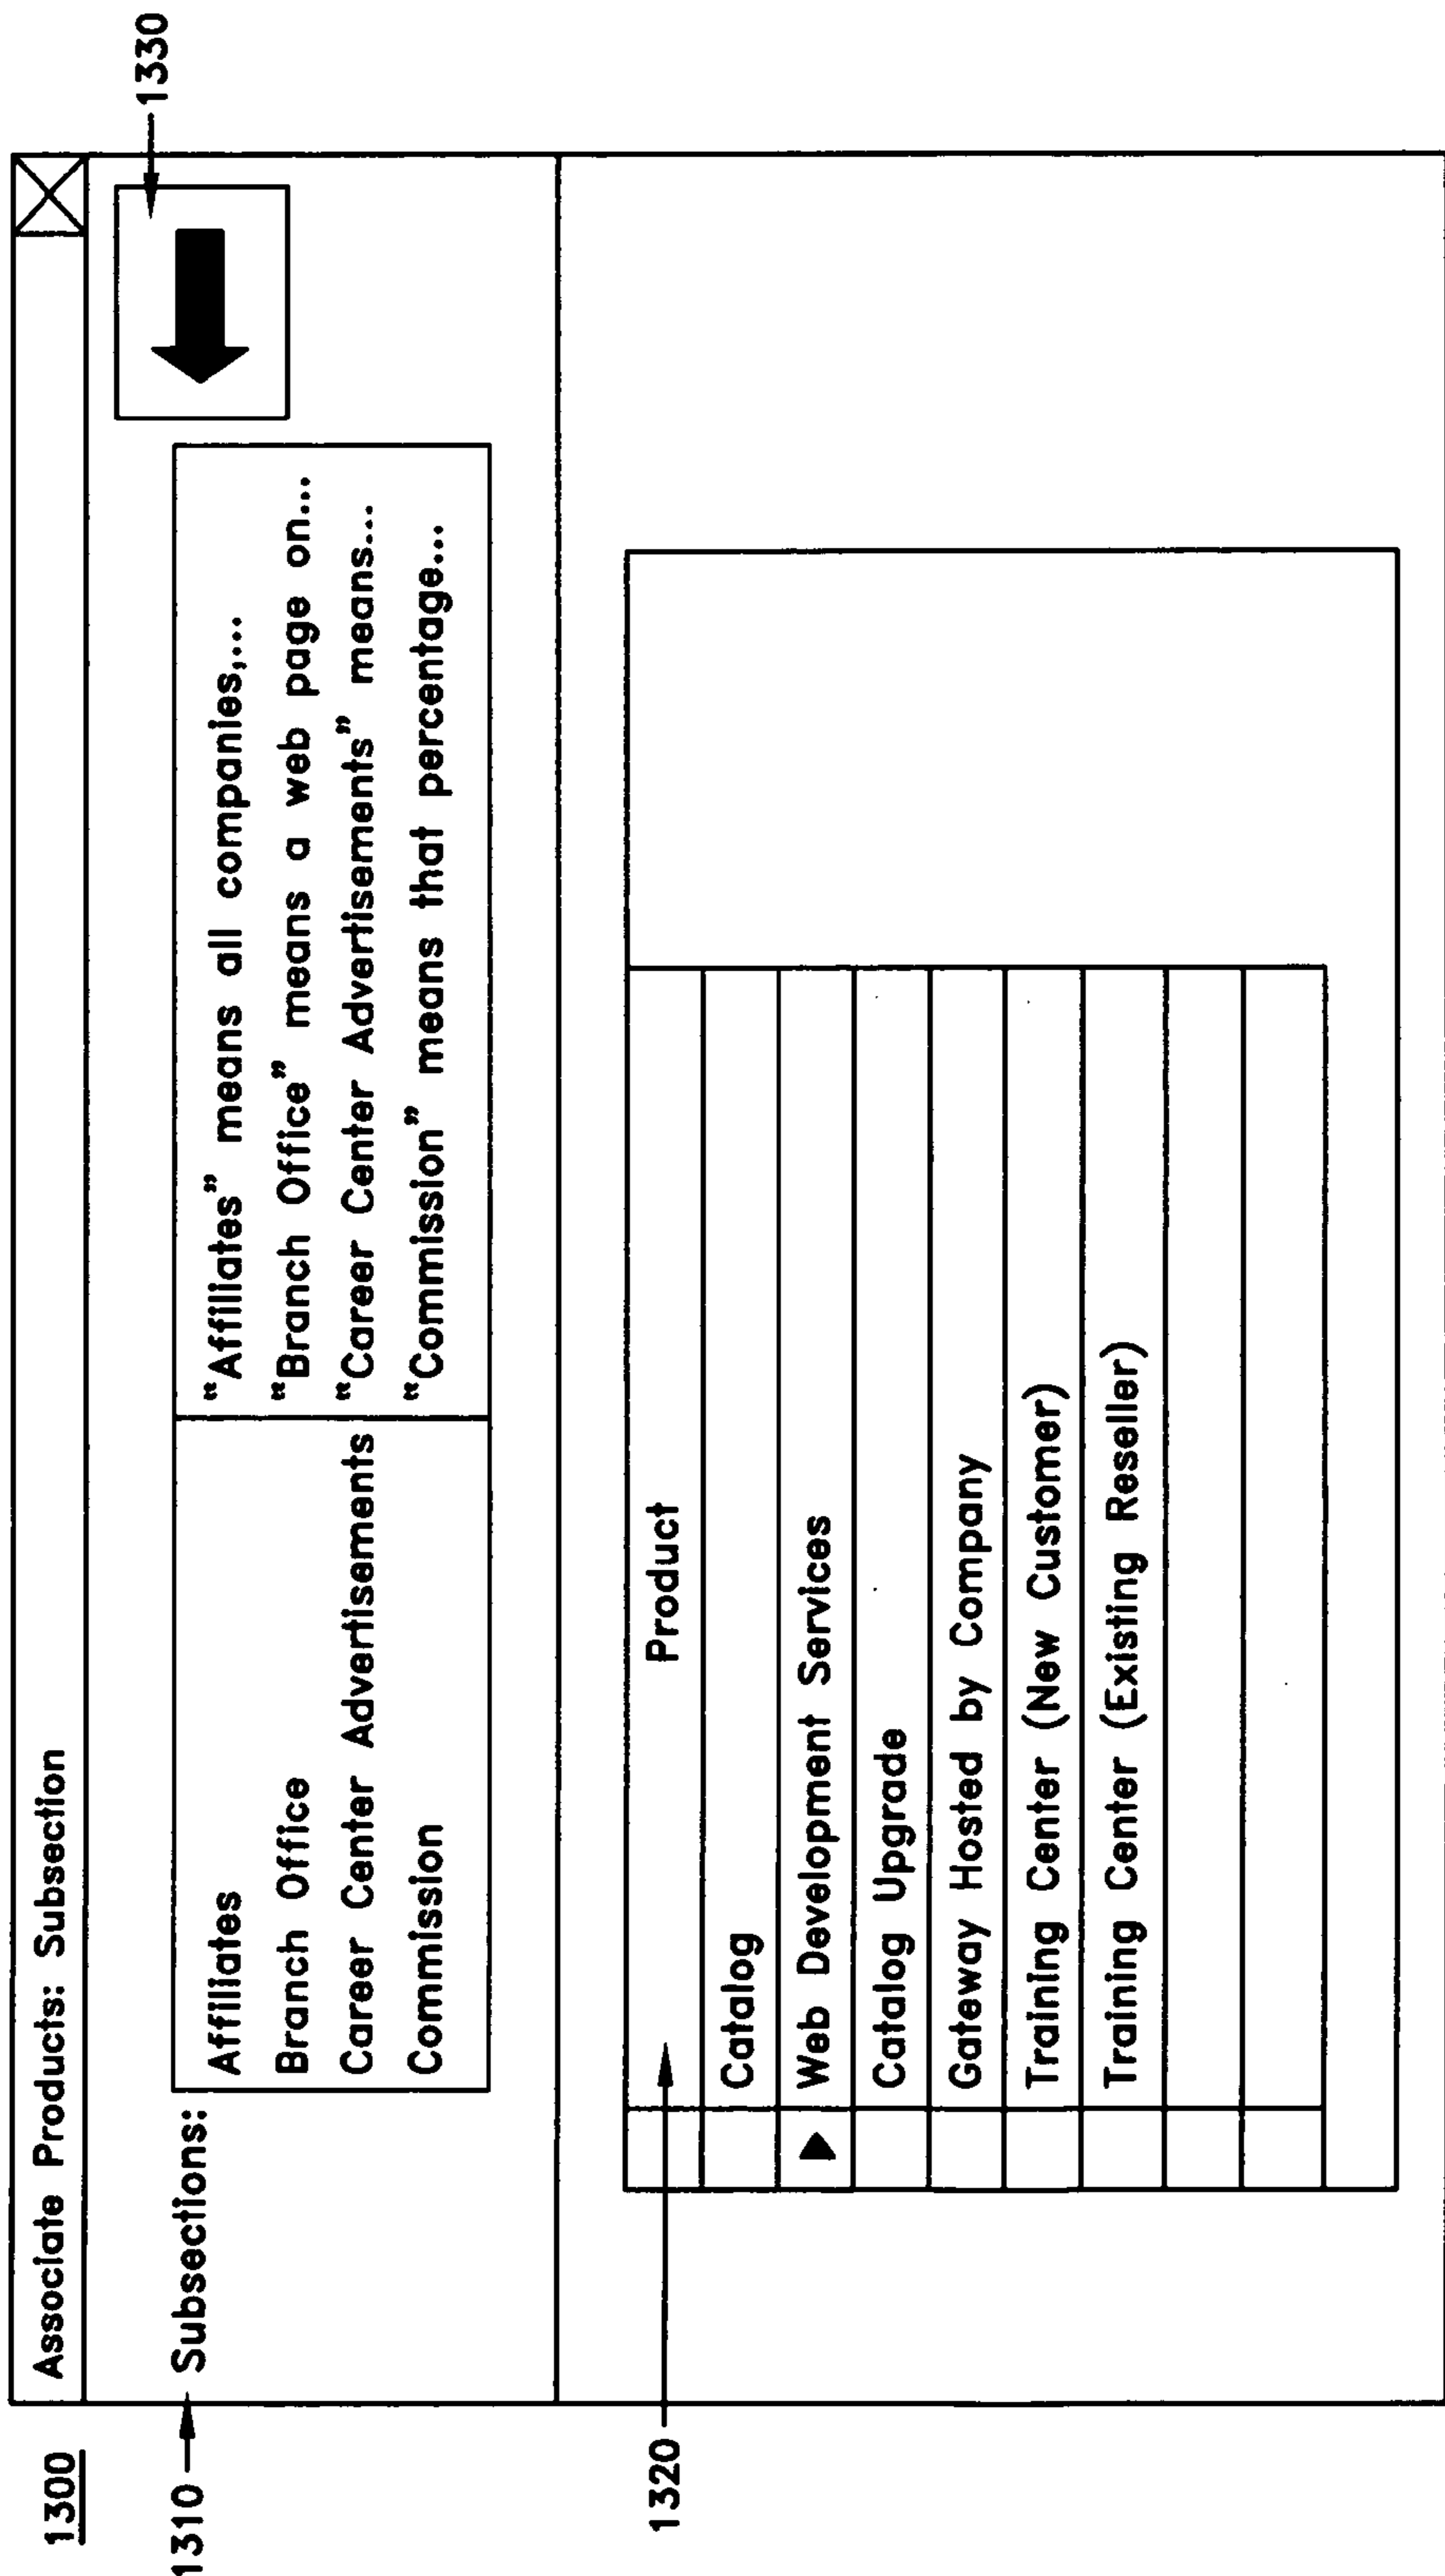 1300
Associate Products: Subsection
1310
Subsections:
Affiliates
"Affiliates” means all companies,...
Branch Office
"Branch Office” means a web page on...
Career Center Advertisements
"Career Center Advertisements” means...
Commission
"Commission” means that percentage...
1330
1320
Product
Catalog
Web Development Services
Catalog Upgrade
Gateway Hosted by Company
Training Center (New Customer)
Training Center (Existing Reseller)